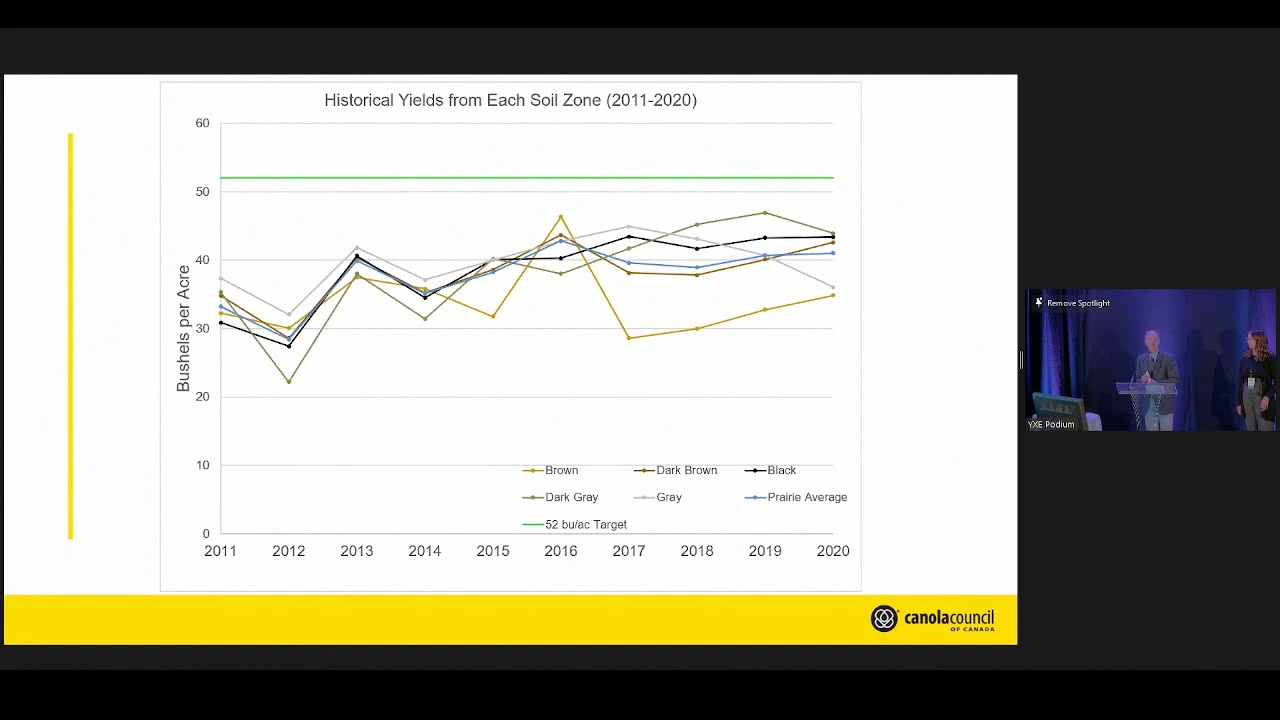 Historical Yields from Each Soil Zone (2011-2020)
60
50
40
30
20
10
0
Bushels per Acre
Brown
Dark Brown
Black
Dark Gray
Gray
Prairie Average
52 bu/ac Target
2011 2012 2013 2014 2015 2016 2017 2018 2019 2020
canolacouncil
OF CANADA
Remove Spotlight
YXE Podium